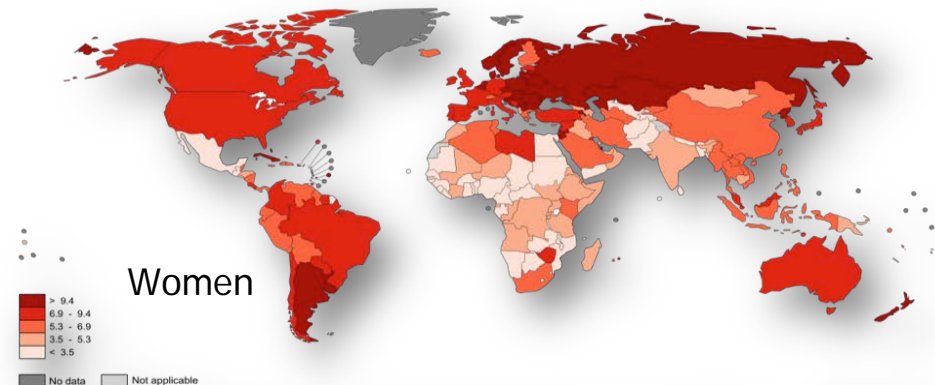 Women
> 9.4
6.9 - 9.4
5.3 - 6.9
3.5 - 5.3
< 3.5
No data
Not applicable